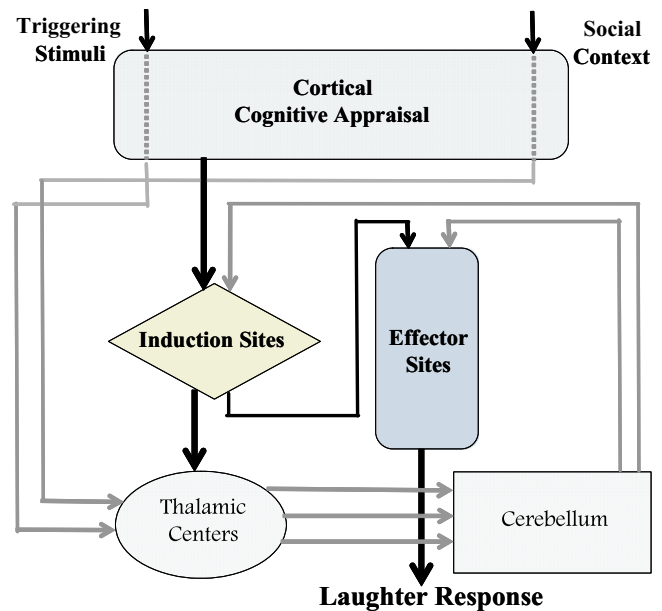 Triggering
Stimuli
Social
Context
Cortical
Cognitive Appraisal
Induction Sites
Effector
Sites
Thalamic
Centers
Cerebellum
Laughter Response